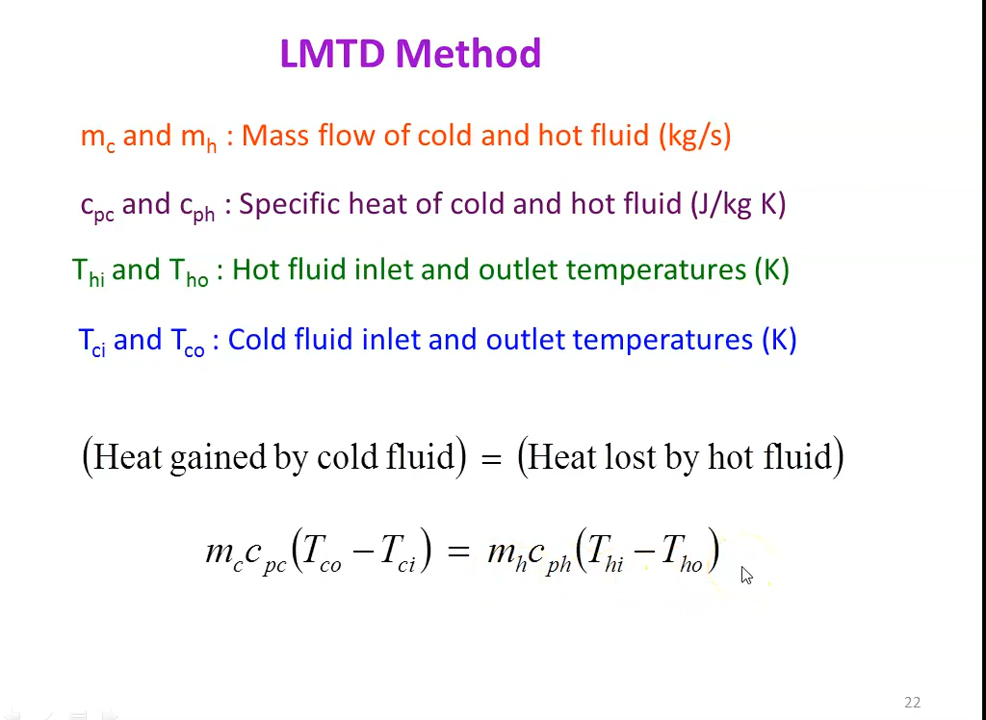 LMTD Method
m_c and m_h : Mass flow of cold and hot fluid (kg/s)
c_pc and c_ph : Specific heat of cold and hot fluid (J/kg K)
T_hi and T_ho : Hot fluid inlet and outlet temperatures (K)
T_ci and T_co : Cold fluid inlet and outlet temperatures (K)
(Heat gained by cold fluid) = (Heat lost by hot fluid)
m_c c_pc (T_co − T_ci) = m_h c_ph (T_hi − T_ho)
22